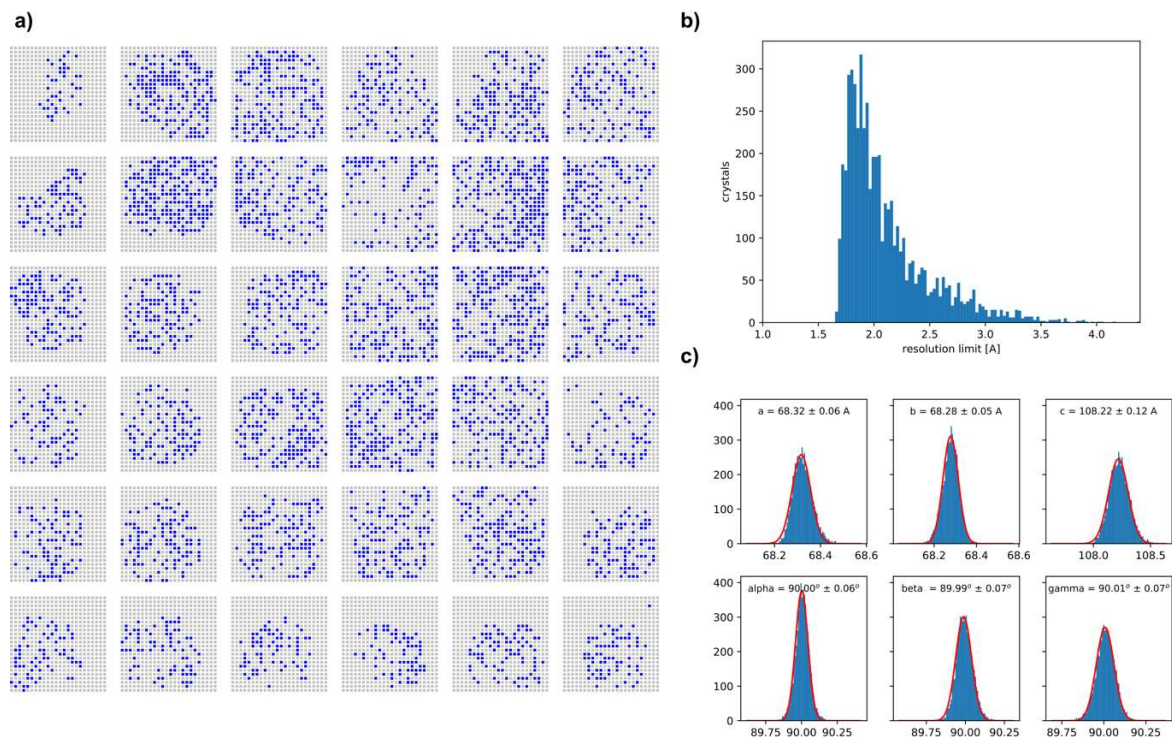 a)
b)
300
250
200
150
100
50
0
crystals
1.0 1.5 2.0 2.5 3.0 3.5 4.0
resolution limit [A]
c)
400
300
200
100
0
a = 68.32 ± 0.06 A
68.2 68.4 68.6
b = 68.28 ± 0.05 A
68.2 68.4 68.6
c = 108.22 ± 0.12 A
108.0 108.5
400
300
200
100
0
alpha = 90.00° ± 0.06°
89.75 90.00 90.25
beta = 89.99° ± 0.07°
89.75 90.00 90.25
gamma = 90.01° ± 0.07°
89.75 90.00 90.25